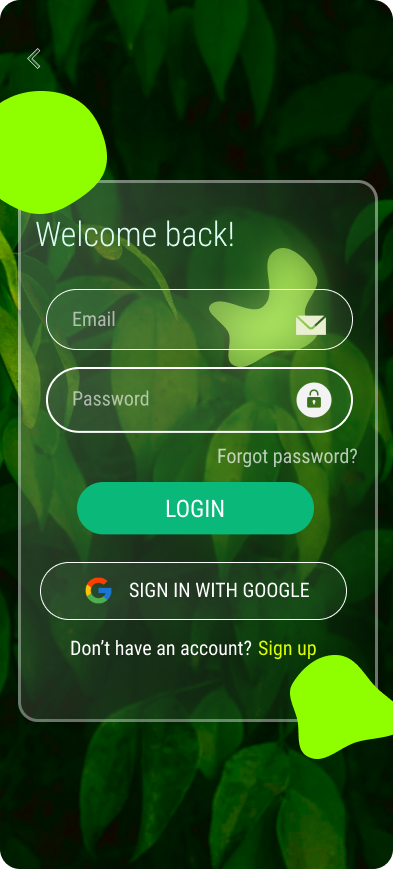 Welcome back!
Email
Password
Forgot password?
LOGIN
SIGN IN WITH GOOGLE
Don’t have an account? Sign up